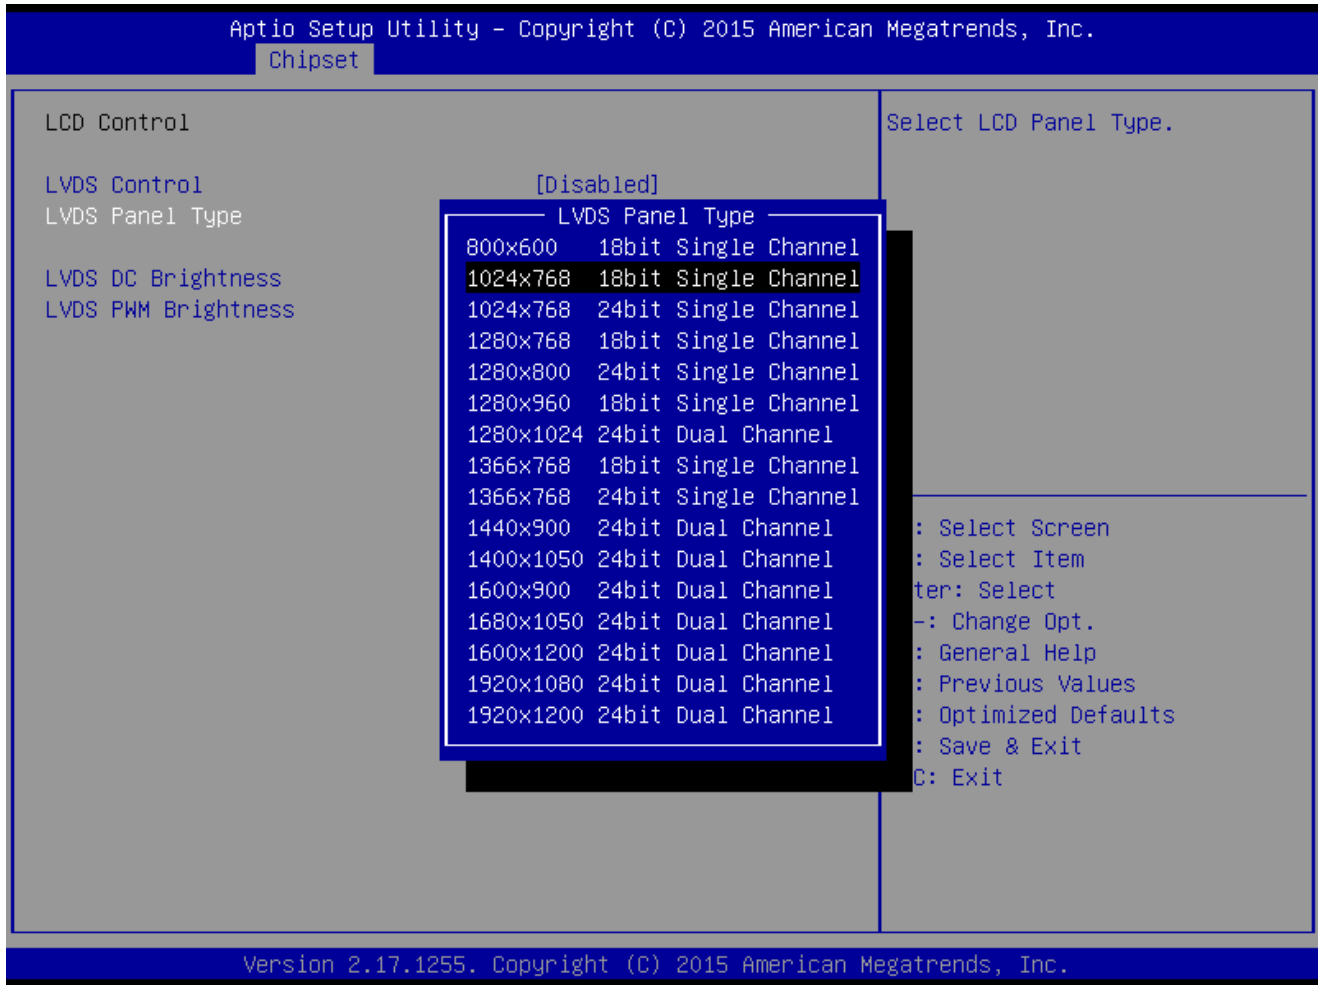 Aptio Setup Utility – Copyright (C) 2015 American Megatrends, Inc.
Chipset
LCD Control
LVDS Control [Disabled]
LVDS Panel Type
LVDS DC Brightness
LVDS PWM Brightness
LVDS Panel Type
800x600 18bit Single Channel
1024x768 18bit Single Channel
1024x768 24bit Single Channel
1280x768 18bit Single Channel
1280x800 24bit Single Channel
1280x960 18bit Single Channel
1280x1024 24bit Dual Channel
1366x768 18bit Single Channel
1366x768 24bit Single Channel
1440x900 24bit Dual Channel
1400x1050 24bit Dual Channel
1600x900 24bit Dual Channel
1680x1050 24bit Dual Channel
1600x1200 24bit Dual Channel
1920x1080 24bit Dual Channel
1920x1200 24bit Dual Channel
Select LCD Panel Type.
: Select Screen
: Select Item
ter: Select
–: Change Opt.
: General Help
: Previous Values
: Optimized Defaults
: Save & Exit
C: Exit
Version 2.17.1255. Copyright (C) 2015 American Megatrends, Inc.